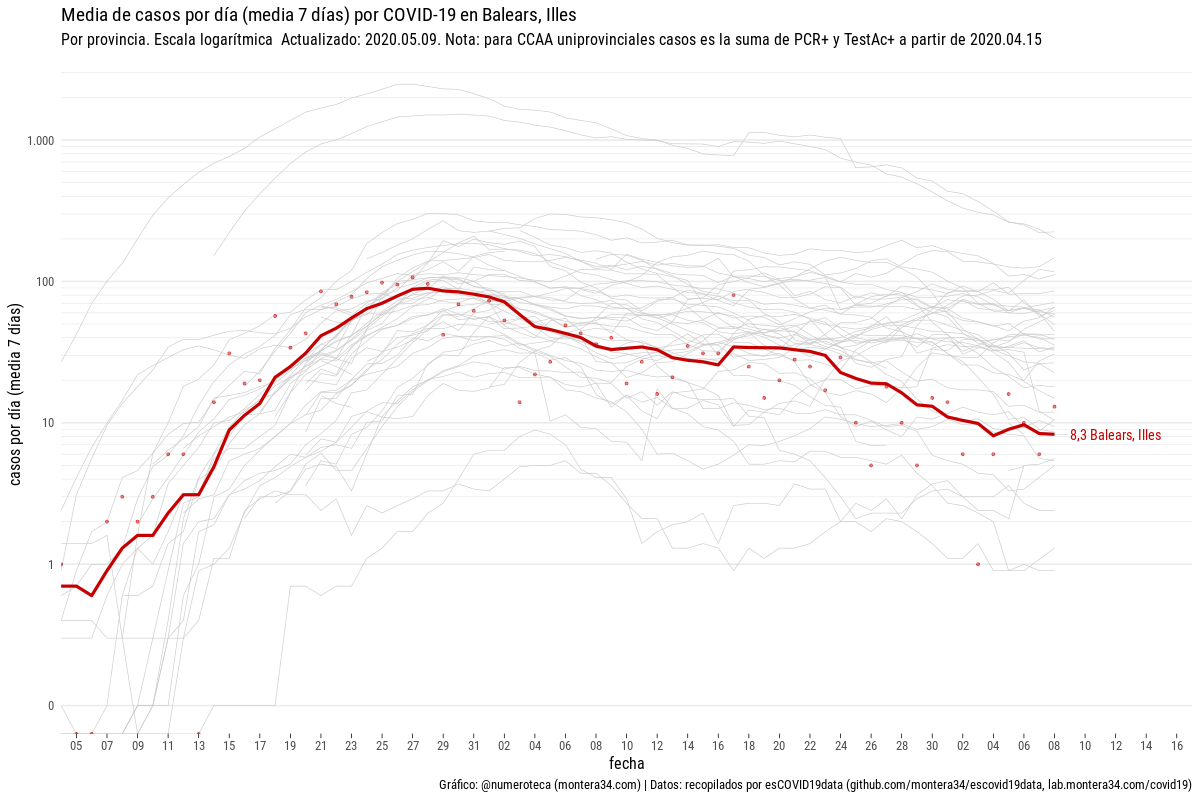 Media de casos por día (media 7 días) por COVID-19 en Balears, Illes
Por provincia. Escala logarítmica  Actualizado: 2020.05.09. Nota: para CCAA uniprovinciales casos es la suma de PCR+ y TestAc+ a partir de 2020.04.15
casos por día (media 7 días)
1.000
100
10
1
0
8,3 Balears, Illes
05 07 09 11 13 15 17 19 21 23 25 27 29 31 02 04 06 08 10 12 14 16 18 20 22 24 26 28 30 02 04 06 08 10 12 14 16
fecha
Gráfico: @numeroteca (montera34.com) | Datos: recopilados por esCOVID19data (github.com/montera34/escovid19data, lab.montera34.com/covid19)